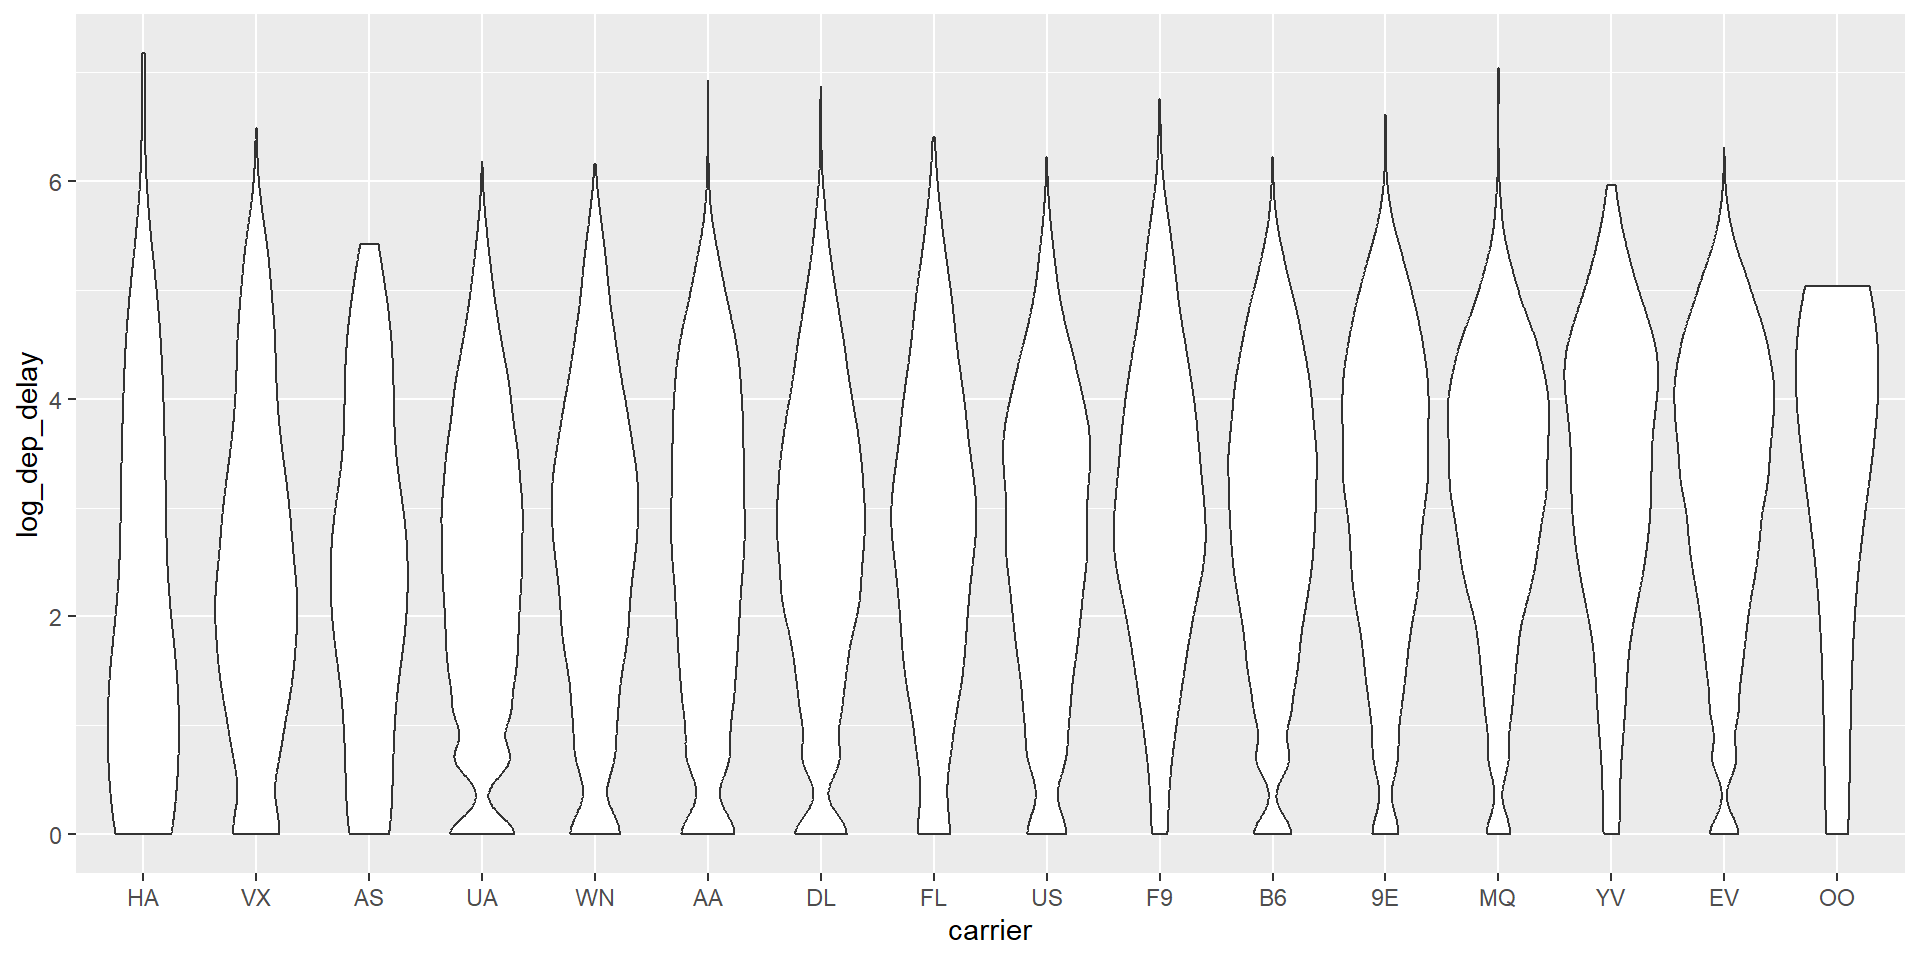 log_dep_delay
6
4
2
0
HA VX AS UA WN AA DL FL US F9 B6 9E MQ YV EV OO
carrier